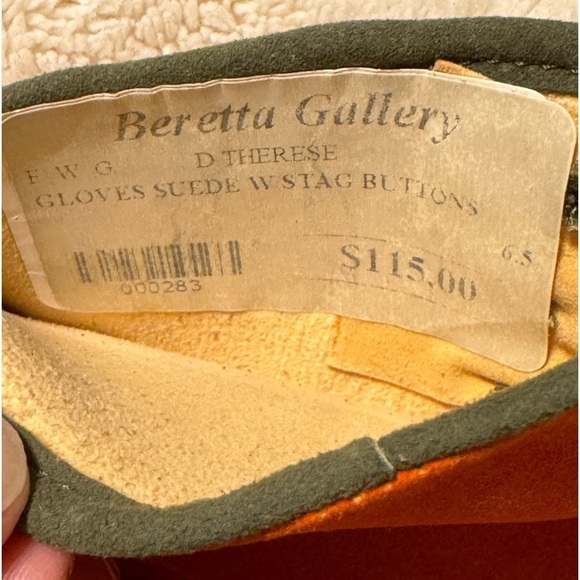 Beretta Gallery
F W G D THERESE
GLOVES SUEDE W STAG BUTTONS
6.5
$115.00
000283